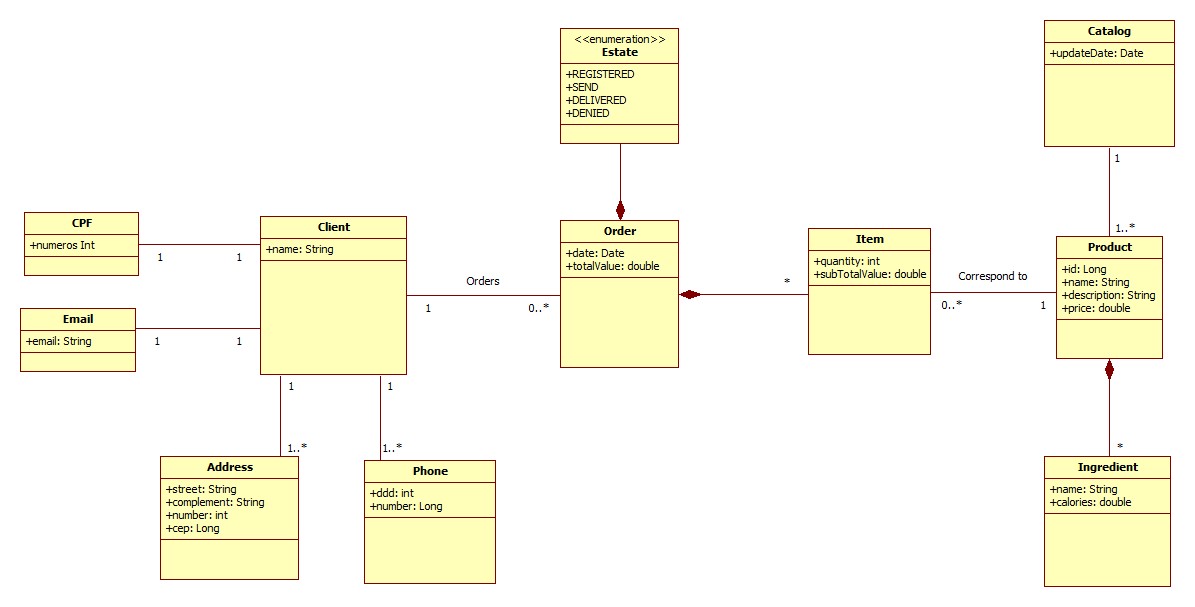 <<enumeration>>
Estate
+REGISTERED
+SEND
+DELIVERED
+DENIED
Catalog
+updateDate: Date
1
1..*
CPF
+numeros Int
1
1
Client
+name: String
Orders
1
0..*
Order
+date: Date
+totalValue: double
*
Item
+quantity: int
+subTotalValue: double
Correspond to
0..*
1
Product
+id: Long
+name: String
+description: String
+price: double
Email
+email: String
1
1
1
1..*
1
1..*
Address
+street: String
+complement: String
+number: int
+cep: Long
Phone
+ddd: int
+number: Long
*
Ingredient
+name: String
+calories: double